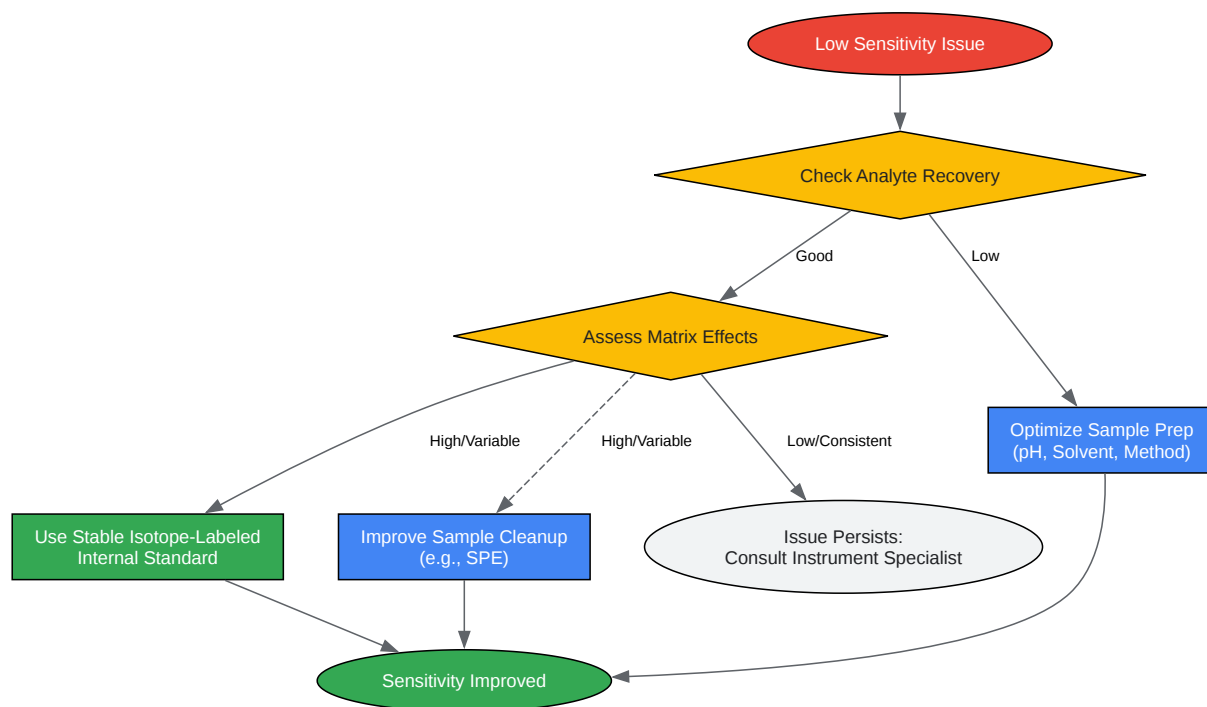 Low Sensitivity Issue
Check Analyte Recovery
Good
Low
Assess Matrix Effects
High/Variable
High/Variable
Low/Consistent
Optimize Sample Prep
(pH, Solvent, Method)
Use Stable Isotope-Labeled
Internal Standard
Improve Sample Cleanup
(e.g., SPE)
Issue Persists:
Consult Instrument Specialist
Sensitivity Improved